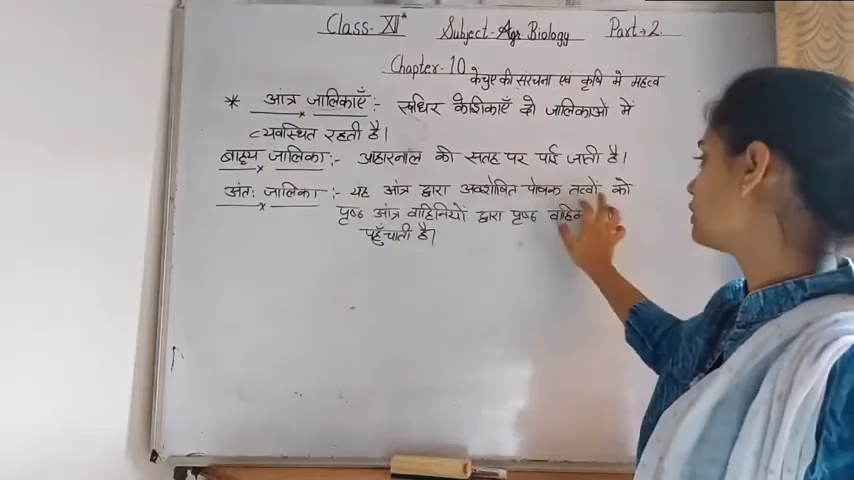 Class- XII Subject- Agr Biology Part- 2
Chapter- 10 केचुए की संरचना एवं कृषि में महत्व
* आंत्र जालिकाएँ :- रूधिर केशिकाएँ दो जालिकाओं में
व्यवस्थित रहती है।
बाह्य जालिका :- आहारनाल की सतह पर पाई जाती है।
अंतः जालिका :- यह आंत्र द्वारा अवशोषित पोषक तत्वों को
पृष्ठ आंत्र वाहिनियों द्वारा पृष्ठ
पहुँचाती है।